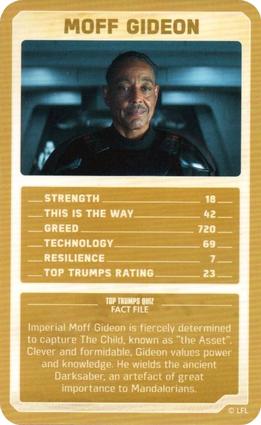 MOFF GIDEON
STRENGTH 18
THIS IS THE WAY 42
GREED 720
TECHNOLOGY 69
RESILIENCE 7
TOP TRUMPS RATING 23
TOP TRUMPS QUIZ
FACT FILE
Imperial Moff Gideon is fiercely determined
to capture The Child, known as "the Asset".
Clever and formidable, Gideon values power
and knowledge. He wields the ancient
Darksaber, an artefact of great
importance to Mandalorians.
© LFL